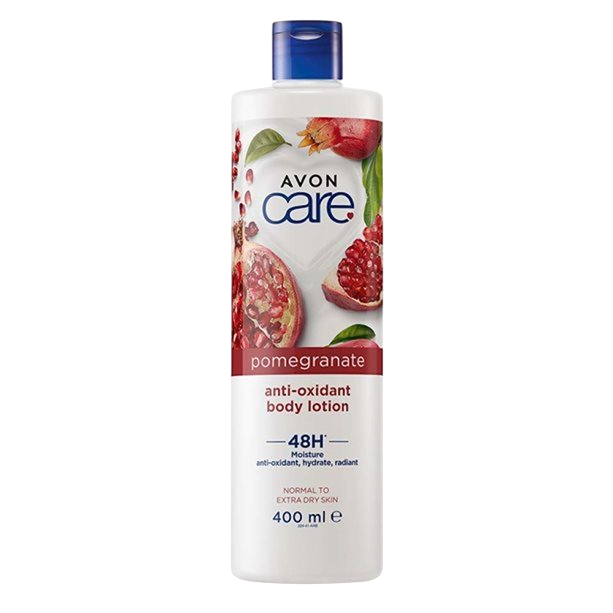 AVON
care
pomegranate
anti-oxidant
body lotion
48H*
Moisture
anti-oxidant, hydrate, radiant
NORMAL TO
EXTRA DRY SKIN
400 ml ℮